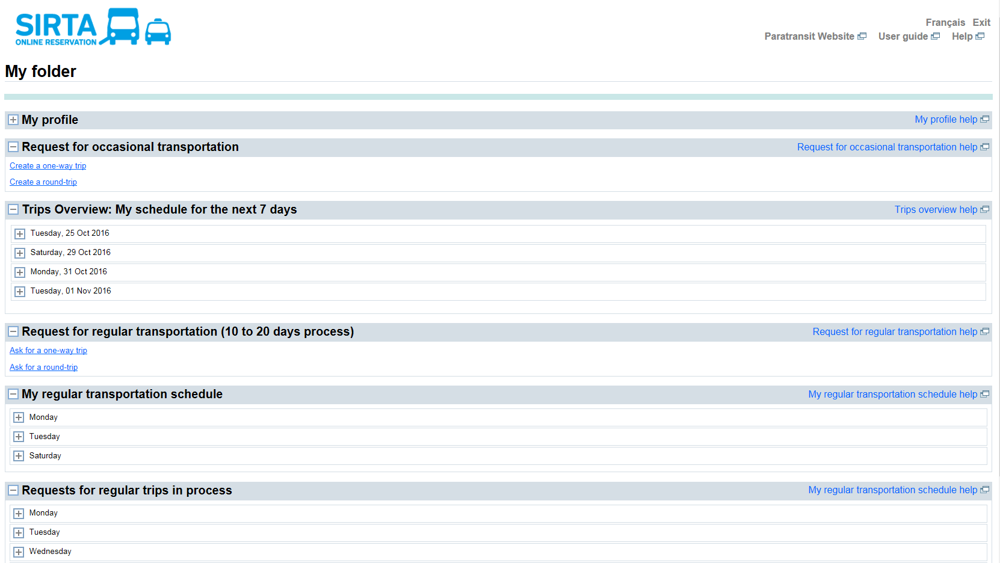 SIRTA
ONLINE RESERVATION
Français Exit
Paratransit Website User guide Help
My folder
My profile My profile help
Request for occasional transportation Request for occasional transportation help
Create a one-way trip
Create a round-trip
Trips Overview: My schedule for the next 7 days Trips overview help
Tuesday, 25 Oct 2016
Saturday, 29 Oct 2016
Monday, 31 Oct 2016
Tuesday, 01 Nov 2016
Request for regular transportation (10 to 20 days process) Request for regular transportation help
Ask for a one-way trip
Ask for a round-trip
My regular transportation schedule My regular transportation schedule help
Monday
Tuesday
Saturday
Requests for regular trips in process My regular transportation schedule help
Monday
Tuesday
Wednesday